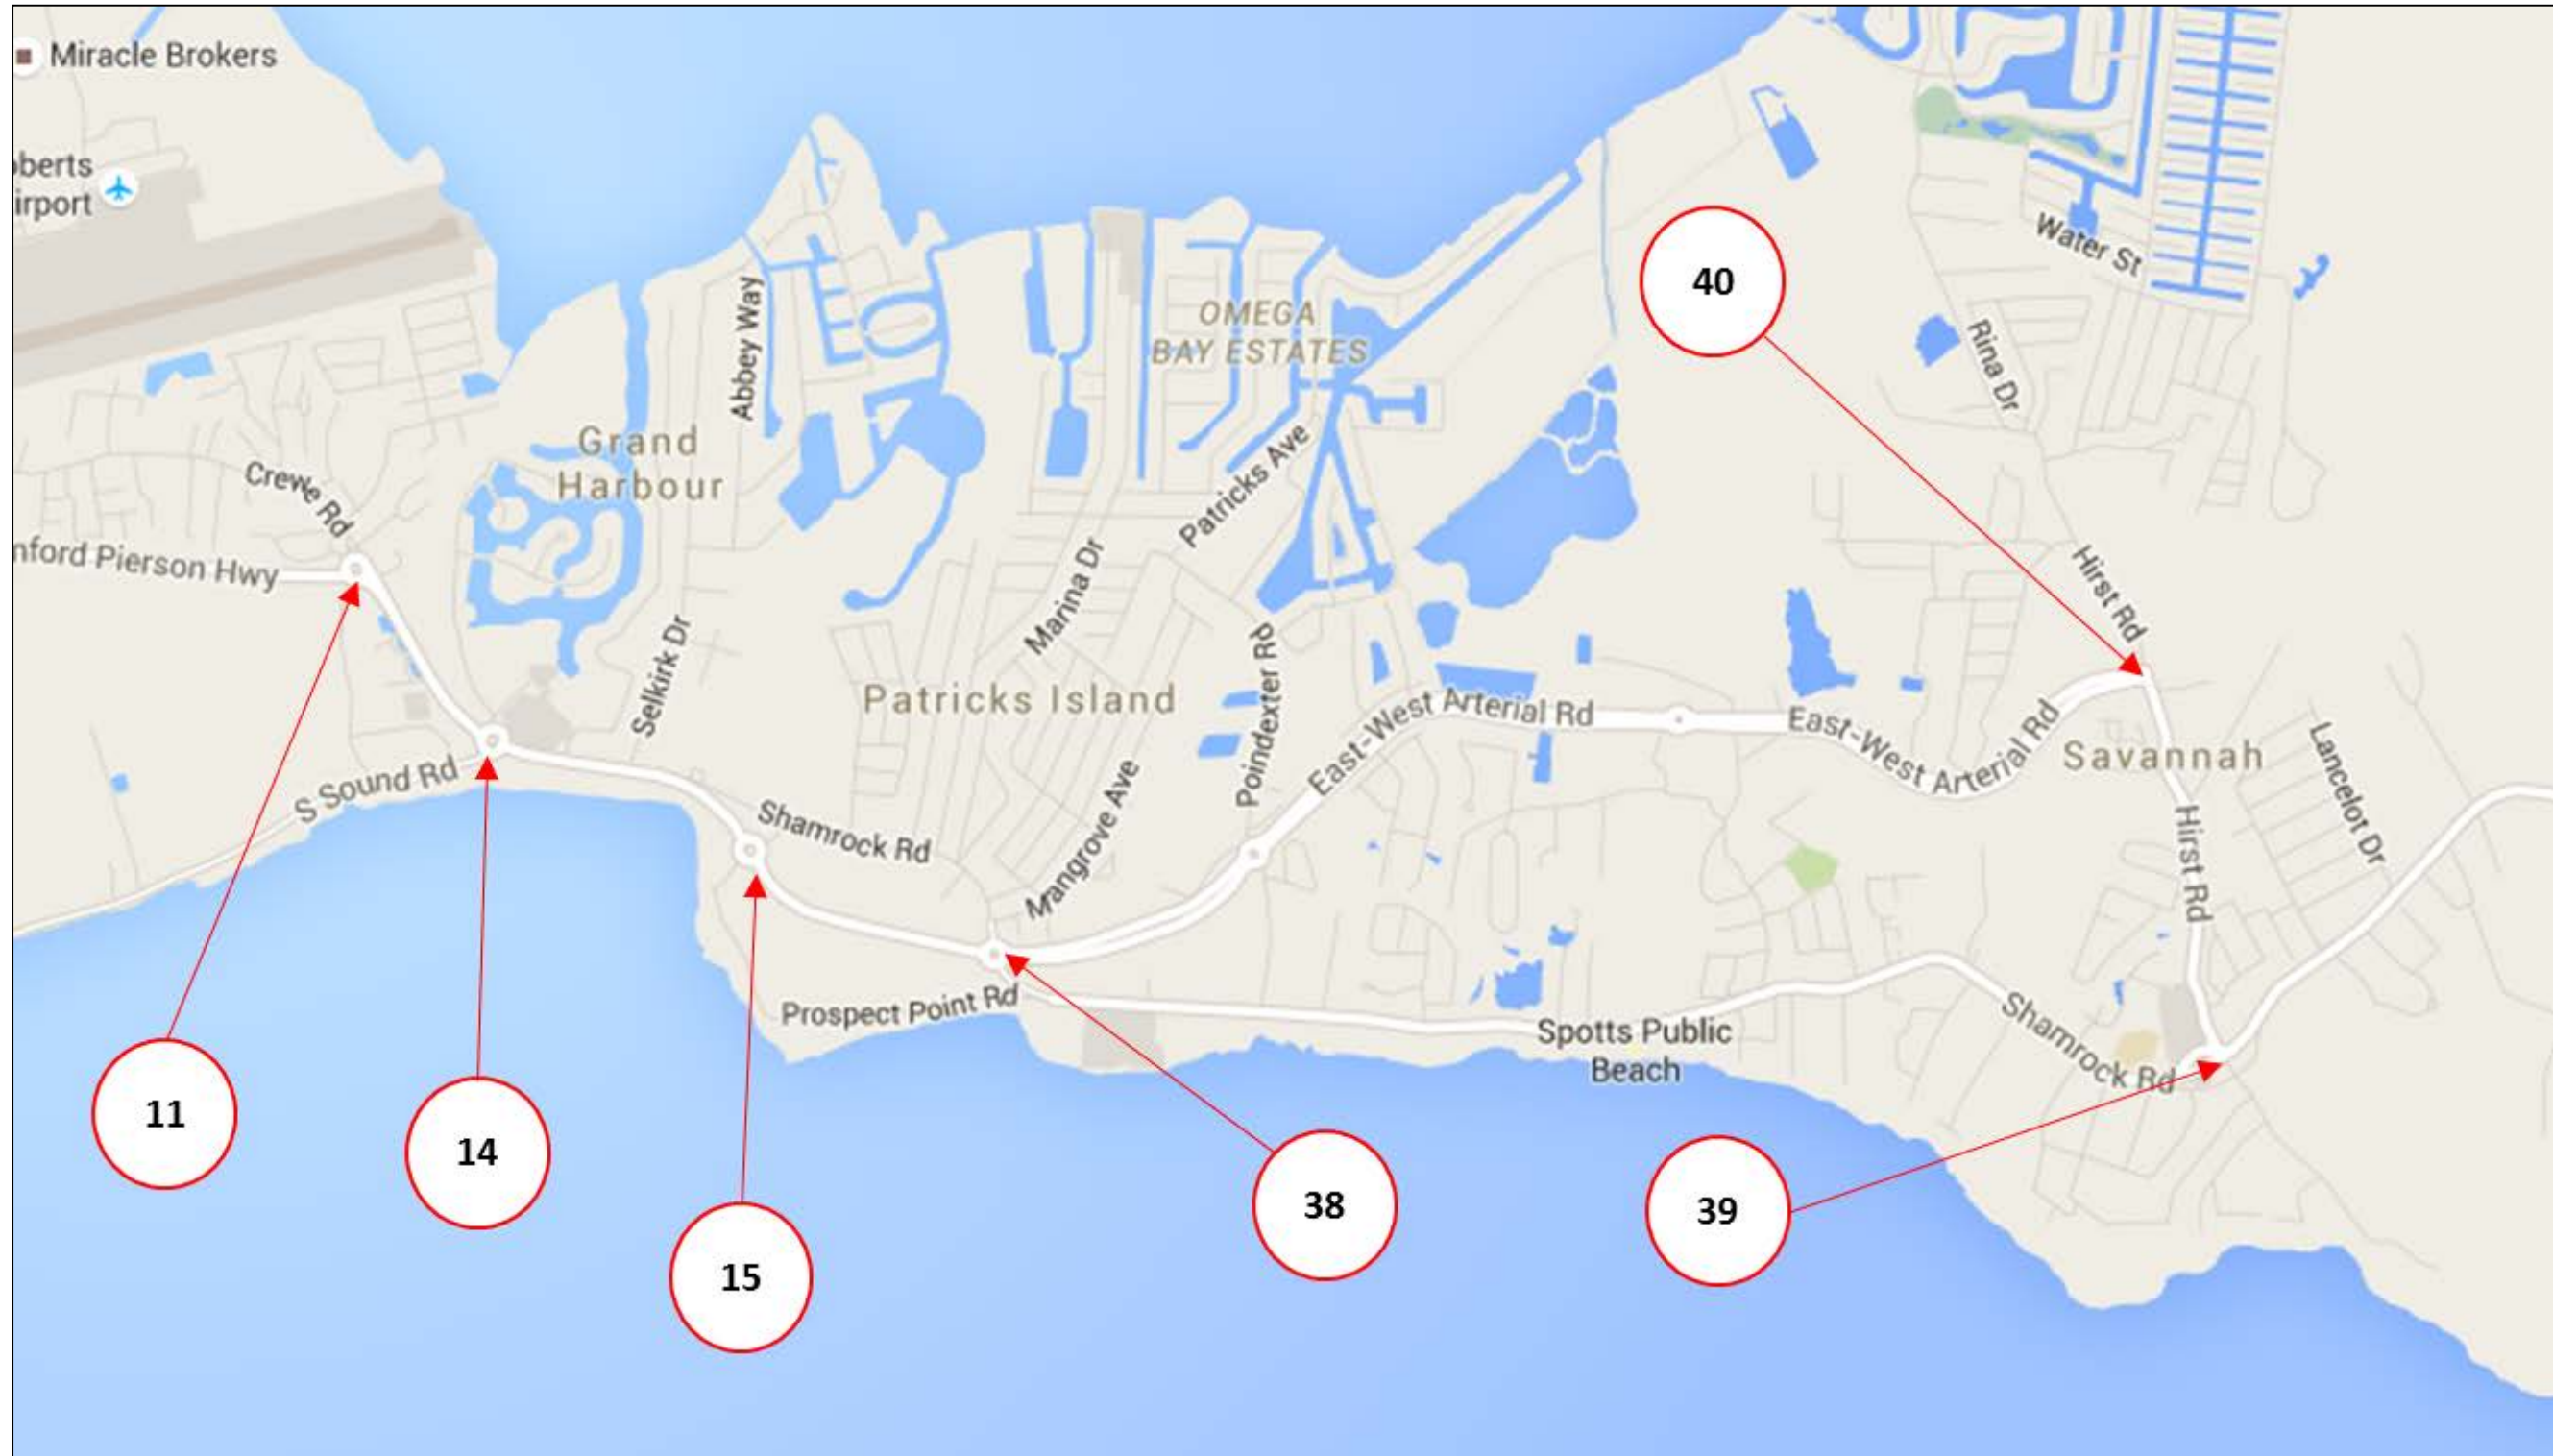 Miracle Brokers
berts
irport
Water St
40
OMEGA
BAY ESTATES
Abbey Way
Rina Dr
Grand
Harbour
Patricks Ave
Crewe Rd
nford Pierson Hwy
Marina Dr
Hirst Rd
Selkirk Dr
Patricks Island
Poindexter Rd
East-West Arterial Rd
East-West Arterial Rd
Savannah
S Sound Rd
Shamrock Rd
Mangrove Ave
Lancelot Dr
Hirst Rd
Prospect Point Rd
Spotts Public
Beach
Shamrock Rd
11
14
38
39
15